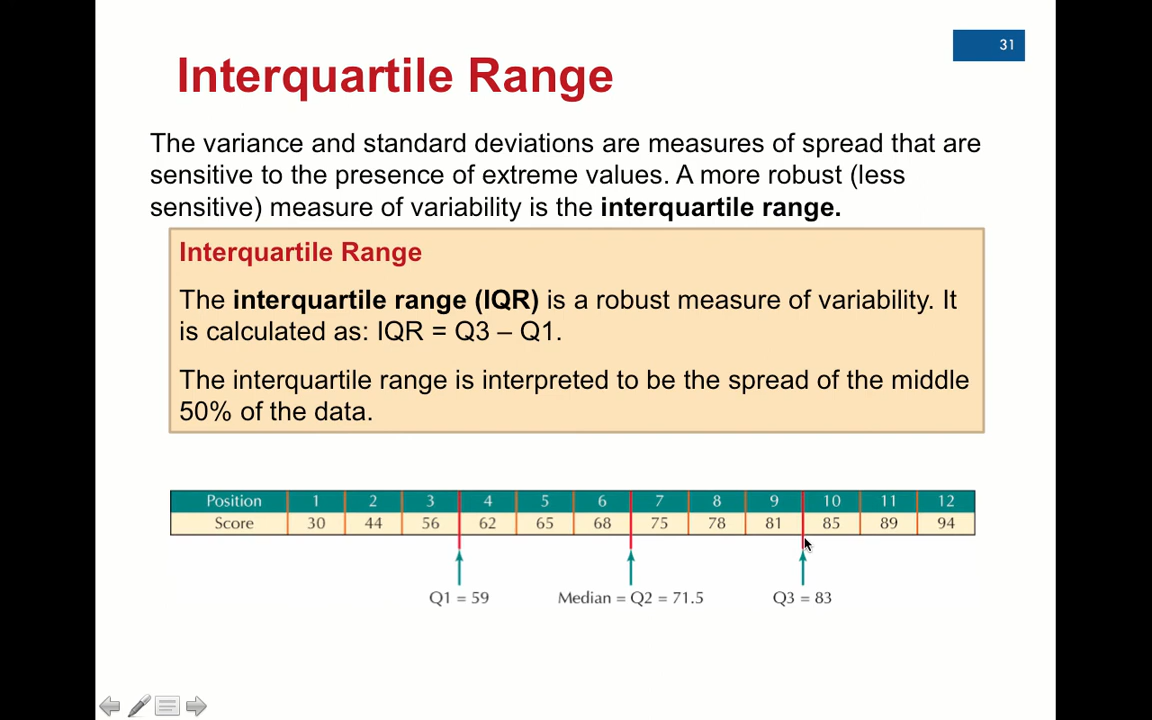 31
Interquartile Range
The variance and standard deviations are measures of spread that are
sensitive to the presence of extreme values. A more robust (less
sensitive) measure of variability is the interquartile range.
Interquartile Range
The interquartile range (IQR) is a robust measure of variability. It
is calculated as: IQR = Q3 – Q1.
The interquartile range is interpreted to be the spread of the middle
50% of the data.
Position 1 2 3 4 5 6 7 8 9 10 11 12
Score 30 44 56 62 65 68 75 78 81 85 89 94
Q1 = 59 Median = Q2 = 71.5 Q3 = 83